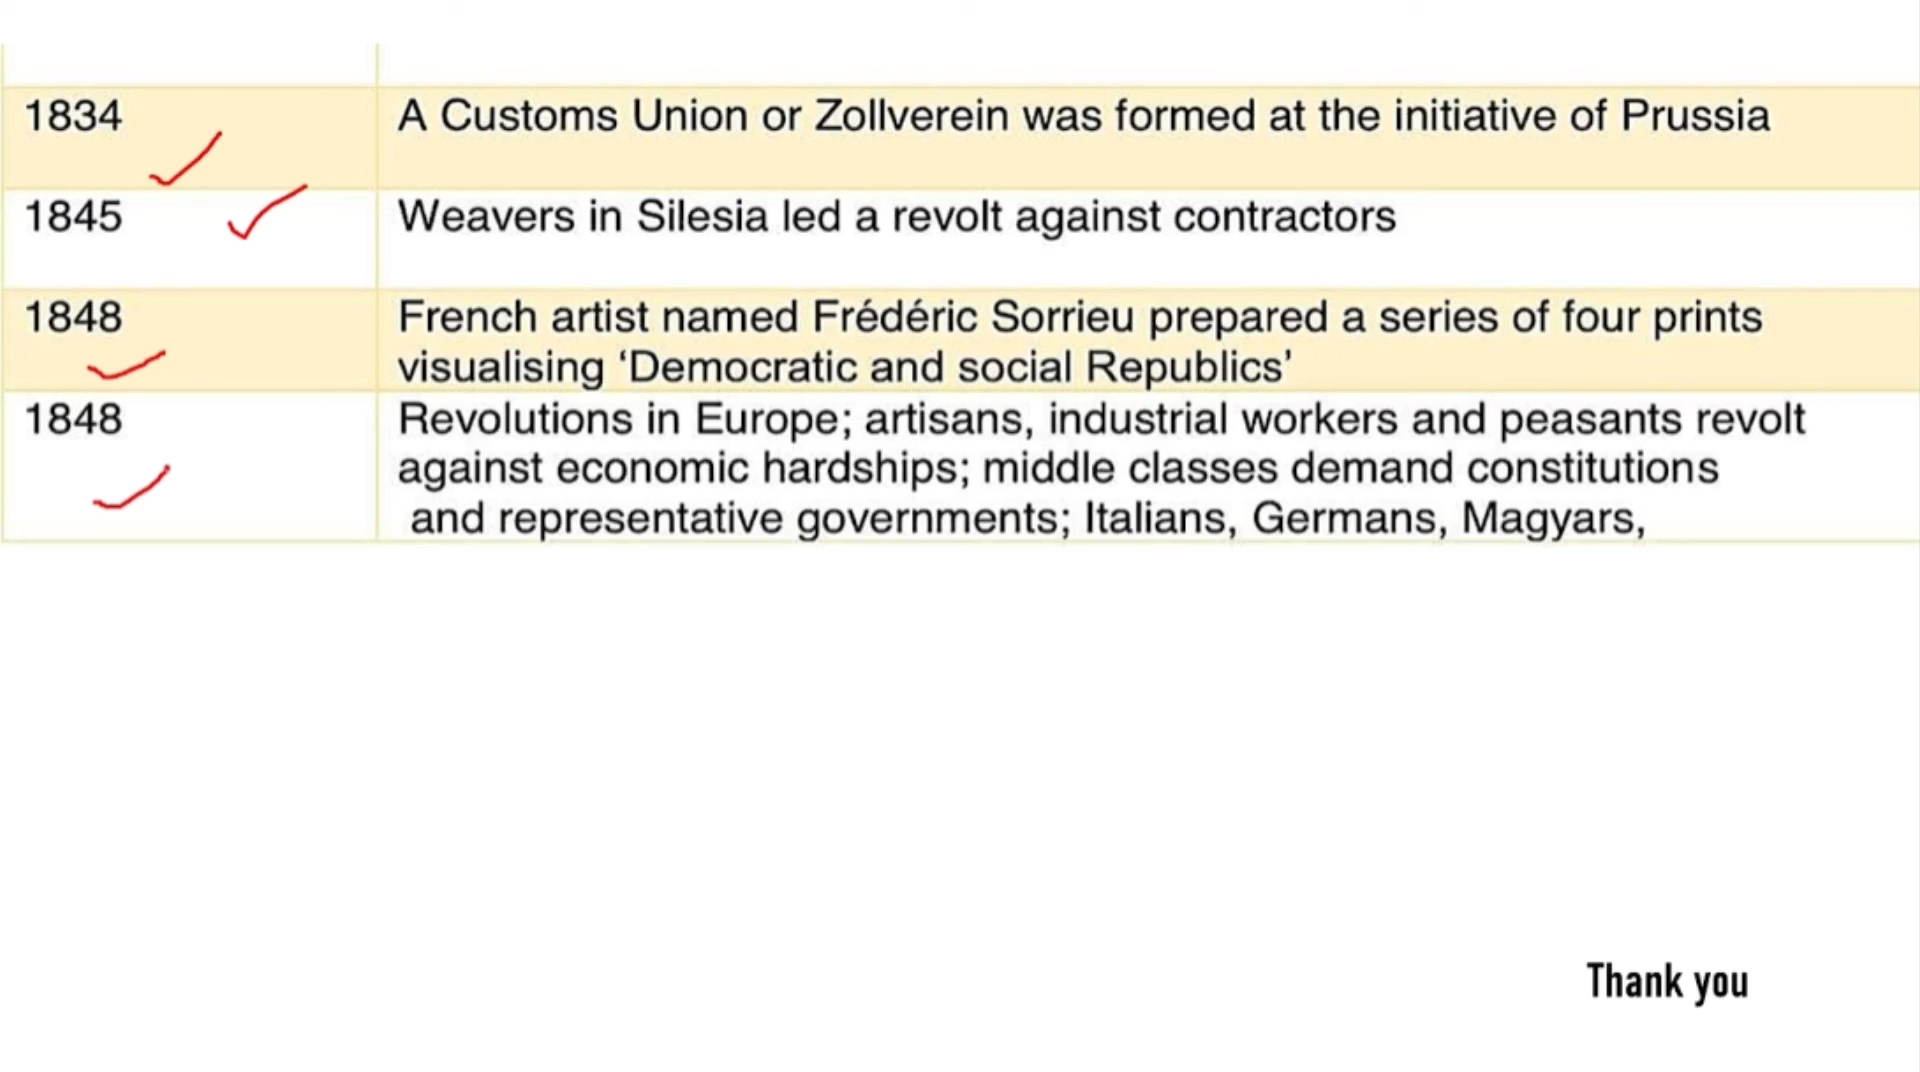 1834 A Customs Union or Zollverein was formed at the initiative of Prussia
1845 Weavers in Silesia led a revolt against contractors
1848 French artist named Frédéric Sorrieu prepared a series of four prints
visualising ‘Democratic and social Republics’
1848 Revolutions in Europe; artisans, industrial workers and peasants revolt
against economic hardships; middle classes demand constitutions
and representative governments; Italians, Germans, Magyars,
Thank you